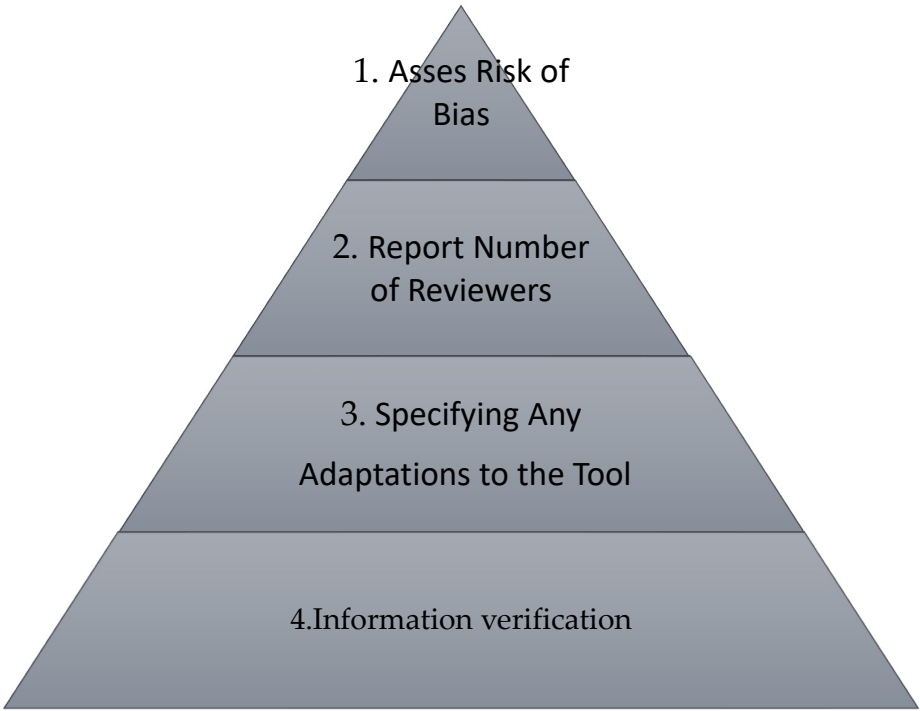 1. Asses Risk of
Bias
2. Report Number
of Reviewers
3. Specifying Any
Adaptations to the Tool
4.Information verification